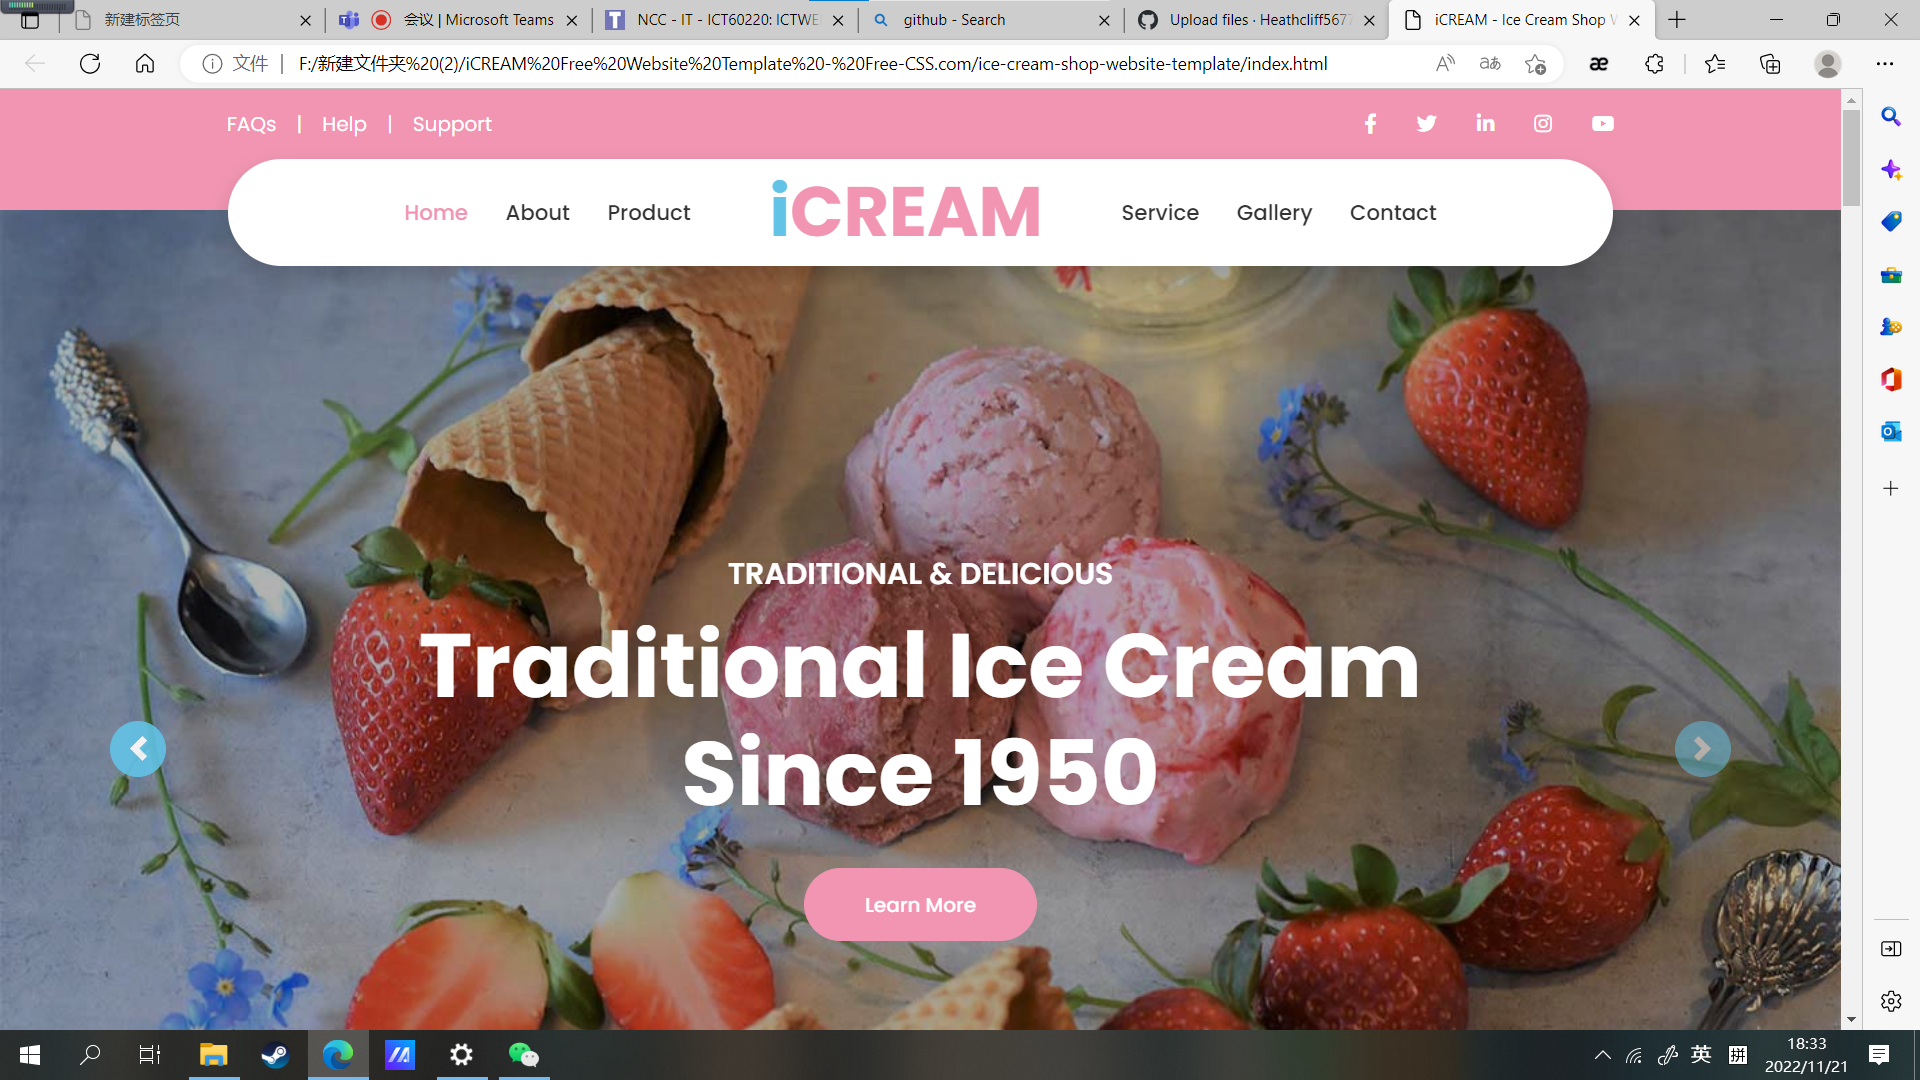 新建标签页
会议 | Microsoft Teams
NCC - IT - ICT60220: ICTWE
github - Search
Upload files · Heathcliff5677
iCREAM - Ice Cream Shop W
文件
F:/新建文件夹%20(2)/iCREAM%20Free%20Website%20Template%20-%20Free-CSS.com/ice-cream-shop-website-template/index.html
FAQs | Help | Support
Home About Product iCREAM Service Gallery Contact
TRADITIONAL & DELICIOUS
Traditional Ice Cream
Since 1950
Learn More
英
拼
18:33
2022/11/21